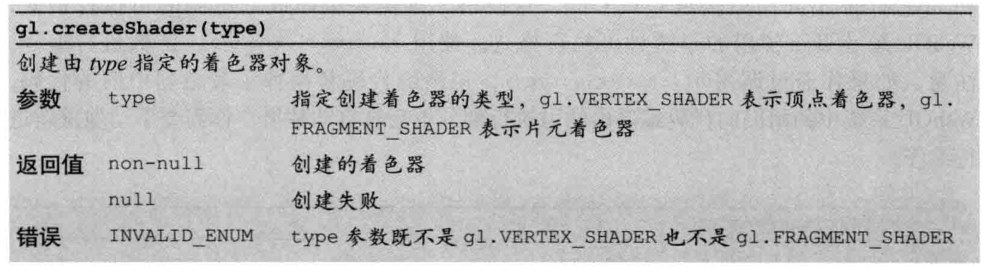 gl.createShader(type)
创建由 type 指定的着色器对象。
参数 type 指定创建着色器的类型，gl.VERTEX_SHADER 表示顶点着色器，gl.
FRAGMENT_SHADER 表示片元着色器
返回值 non-null 创建的着色器
null 创建失败
错误 INVALID_ENUM type 参数既不是 gl.VERTEX_SHADER 也不是 gl.FRAGMENT_SHADER